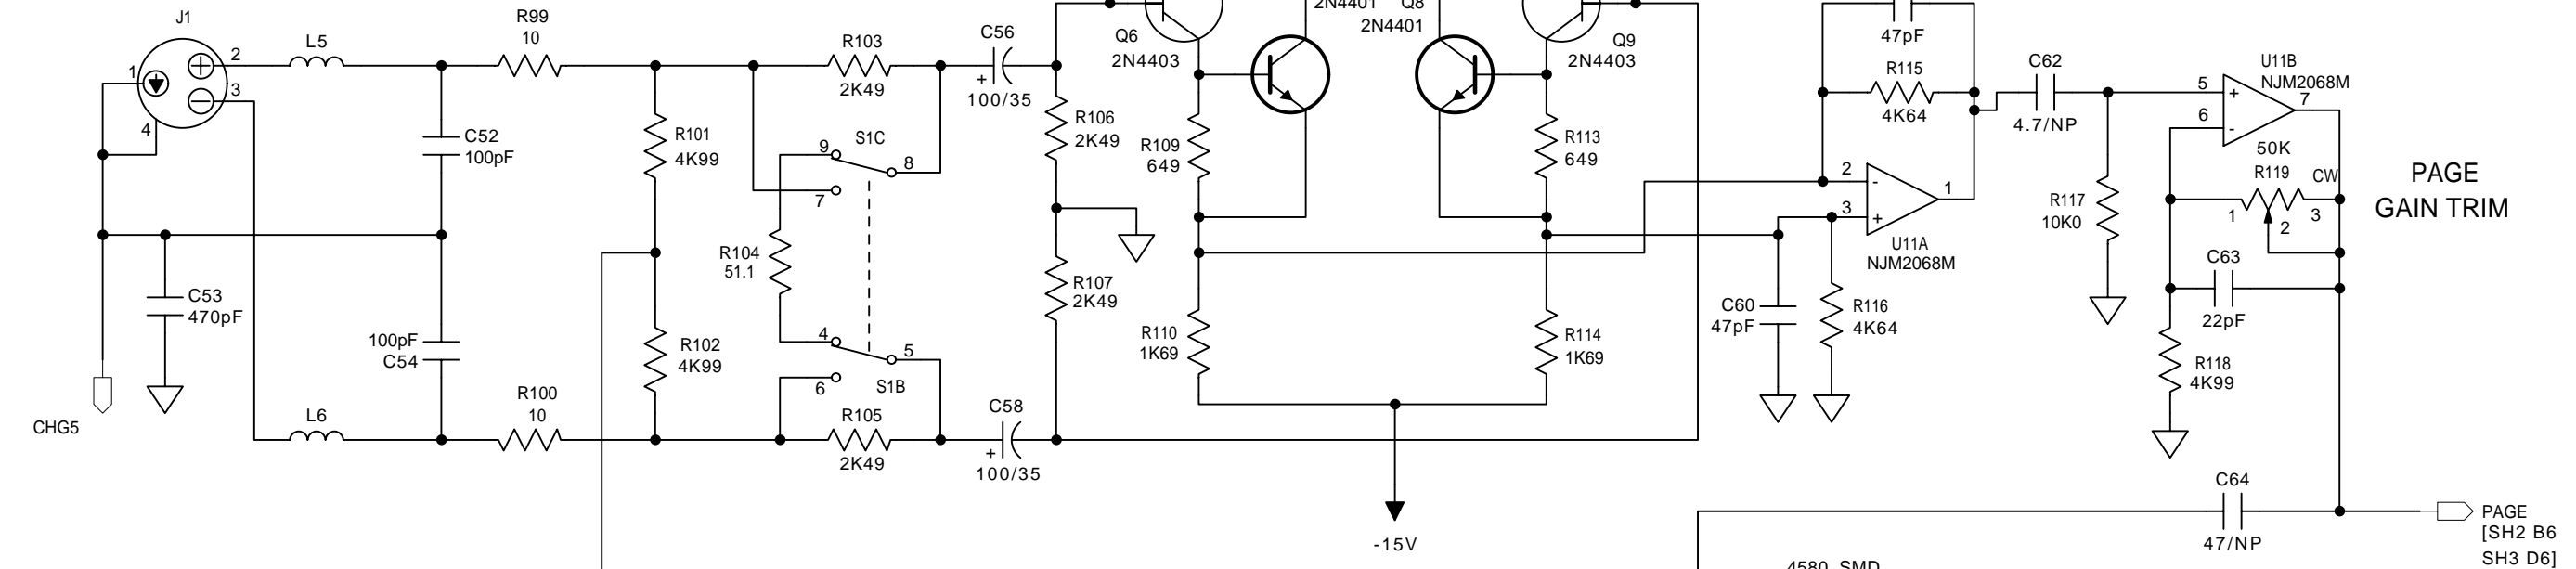 J1
1
2
3
4
L5
R99
10
C52
100pF
C53
470pF
100pF
C54
CHG5
L6
R100
10
R101
4K99
R102
4K99
R103
2K49
S1C
9
8
7
R104
51.1
4
5
6
S1B
R105
2K49
C56
+
100/35
C58
+
100/35
R106
2K49
R107
2K49
Q6
2N4403
2N4401
Q8
2N4401
Q9
2N4403
R109
649
R110
1K69
R113
649
R114
1K69
-15V
47pF
R115
4K64
2
-
3
+
1
U11A
NJM2068M
C60
47pF
R116
4K64
C62
4.7/NP
R117
10K0
U11B
NJM2068M
5
+
6
-
7
50K
R119
CW
1
2
3
C63
22pF
R118
4K99
PAGE
GAIN TRIM
C64
47/NP
PAGE
[SH2 B6
SH3 D6]
4580 SMD